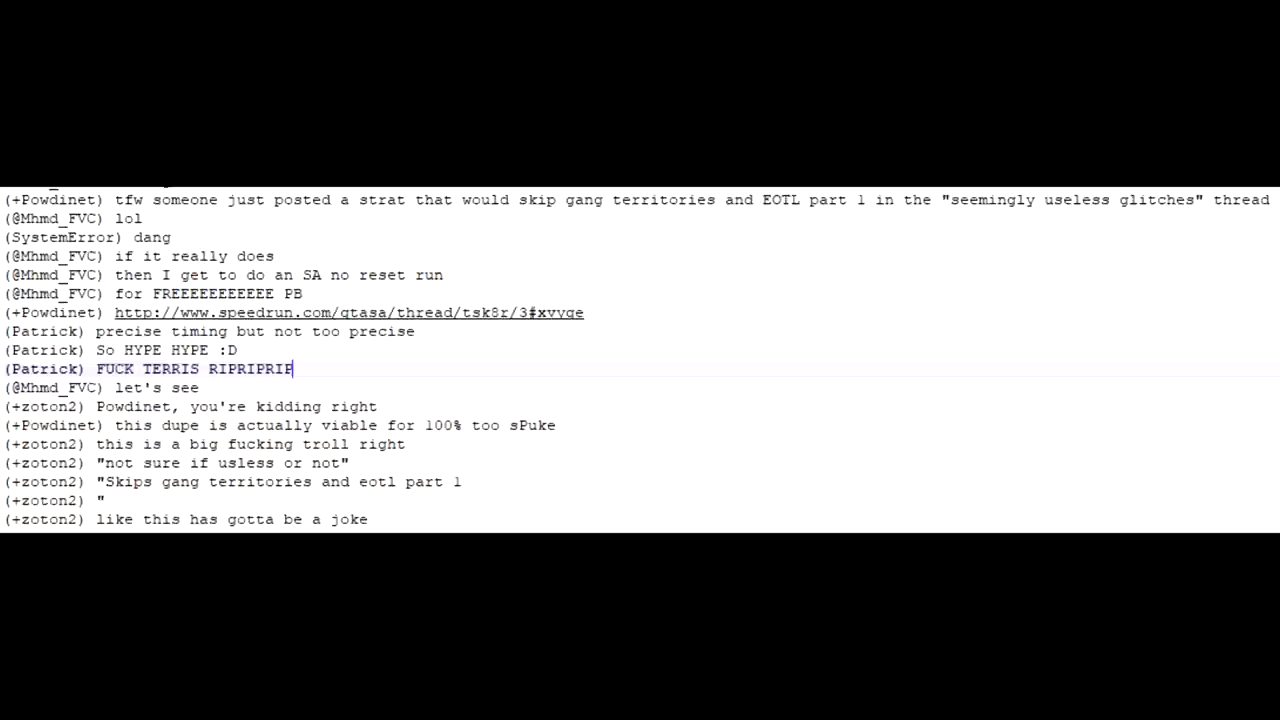 (+Powdinet) tfw someone just posted a strat that would skip gang territories and EOTL part 1 in the "seemingly useless glitches" thread
(@Mhmd_FVC) lol
(SystemError) dang
(@Mhmd_FVC) if it really does
(@Mhmd_FVC) then I get to do an SA no reset run
(@Mhmd_FVC) for FREEEEEEEEEEE PB
(+Powdinet) http://www.speedrun.com/gtasa/thread/tsk8r/3#xvyqe
(Patrick) precise timing but not too precise
(Patrick) So HYPE HYPE :D
(Patrick) FUCK TERRIS RIPRIPRIP
(@Mhmd_FVC) let's see
(+zoton2) Powdinet, you're kidding right
(+Powdinet) this dupe is actually viable for 100% too sPuke
(+zoton2) this is a big fucking troll right
(+zoton2) "not sure if usless or not"
(+zoton2) "Skips gang territories and eotl part 1
(+zoton2) "
(+zoton2) like this has gotta be a joke